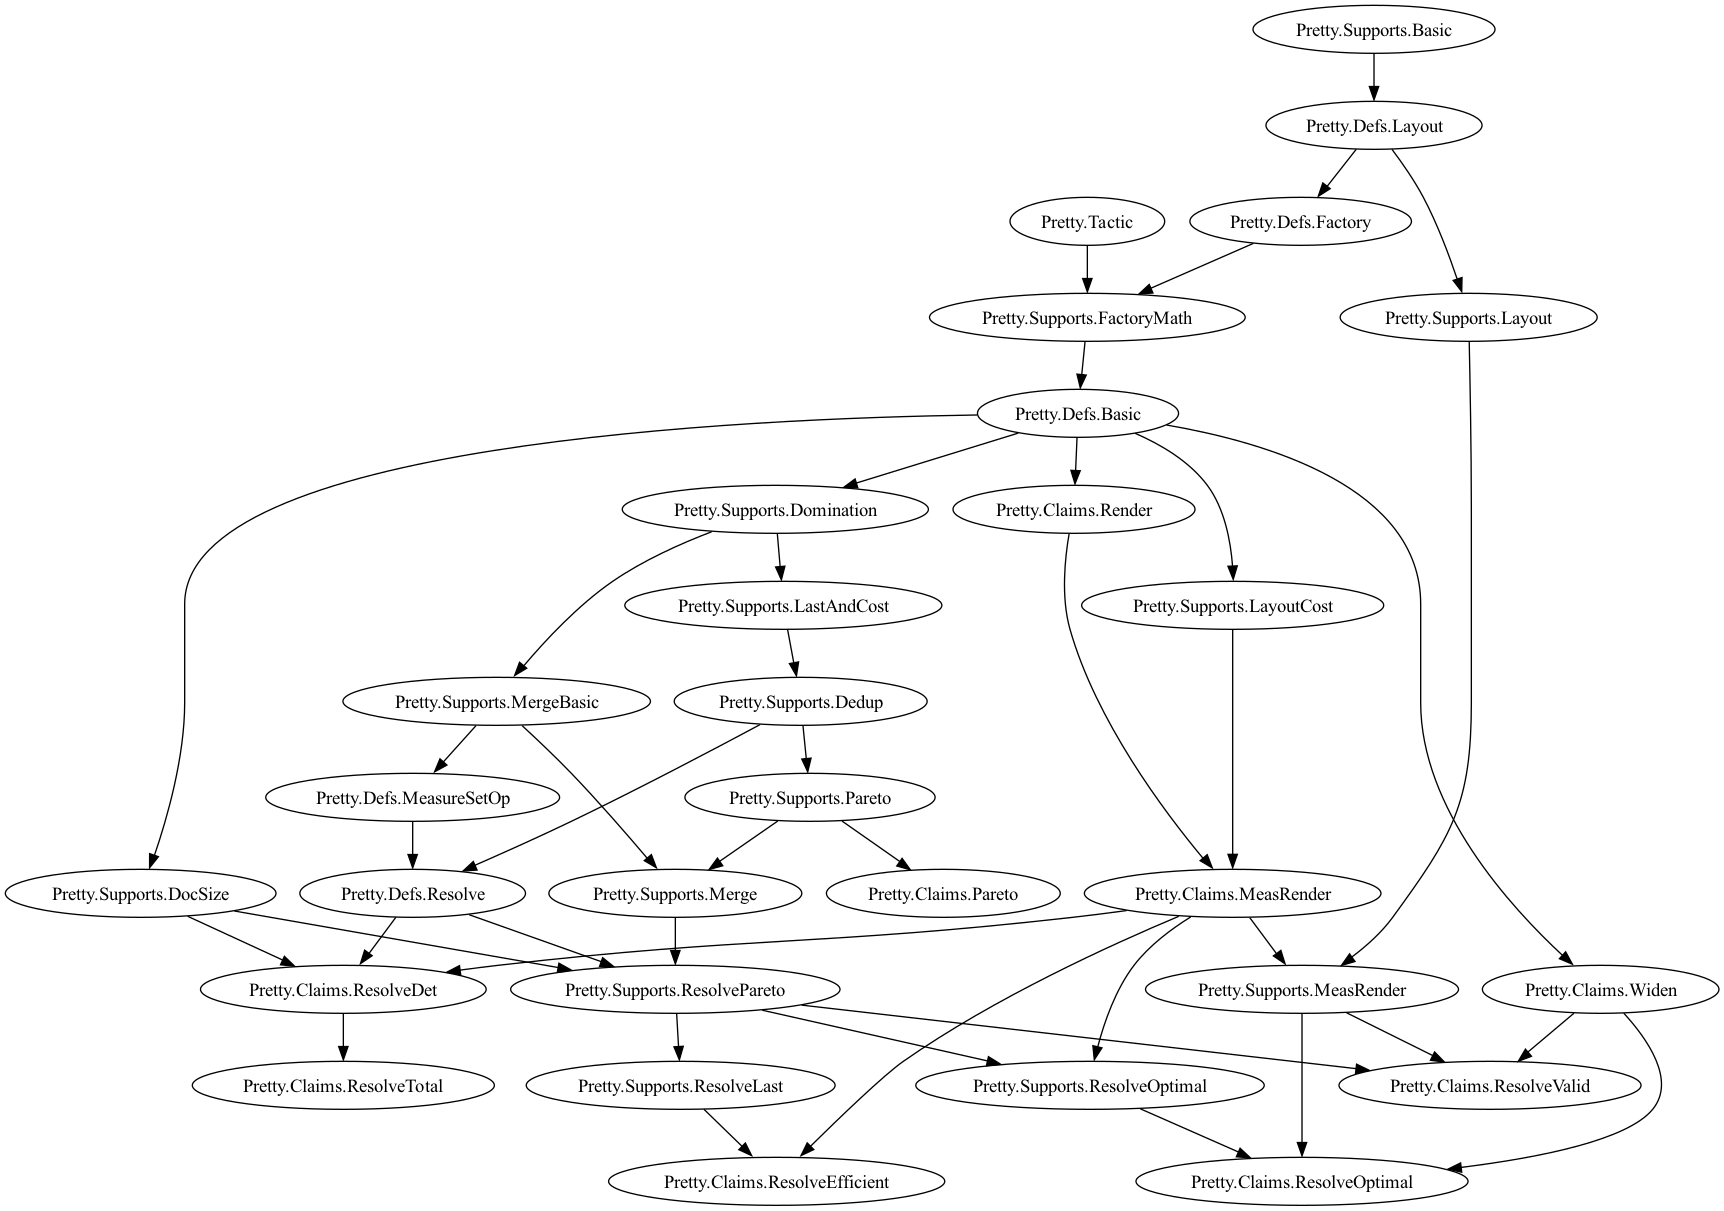 Pretty.Supports.Basic
Pretty.Defs.Layout
Pretty.Tactic
Pretty.Defs.Factory
Pretty.Supports.FactoryMath
Pretty.Supports.Layout
Pretty.Defs.Basic
Pretty.Supports.Domination
Pretty.Claims.Render
Pretty.Supports.LastAndCost
Pretty.Supports.LayoutCost
Pretty.Supports.MergeBasic
Pretty.Supports.Dedup
Pretty.Defs.MeasureSetOp
Pretty.Supports.Pareto
Pretty.Supports.DocSize
Pretty.Defs.Resolve
Pretty.Supports.Merge
Pretty.Claims.Pareto
Pretty.Claims.MeasRender
Pretty.Claims.ResolveDet
Pretty.Supports.ResolvePareto
Pretty.Supports.MeasRender
Pretty.Claims.Widen
Pretty.Claims.ResolveTotal
Pretty.Supports.ResolveLast
Pretty.Supports.ResolveOptimal
Pretty.Claims.ResolveValid
Pretty.Claims.ResolveEfficient
Pretty.Claims.ResolveOptimal